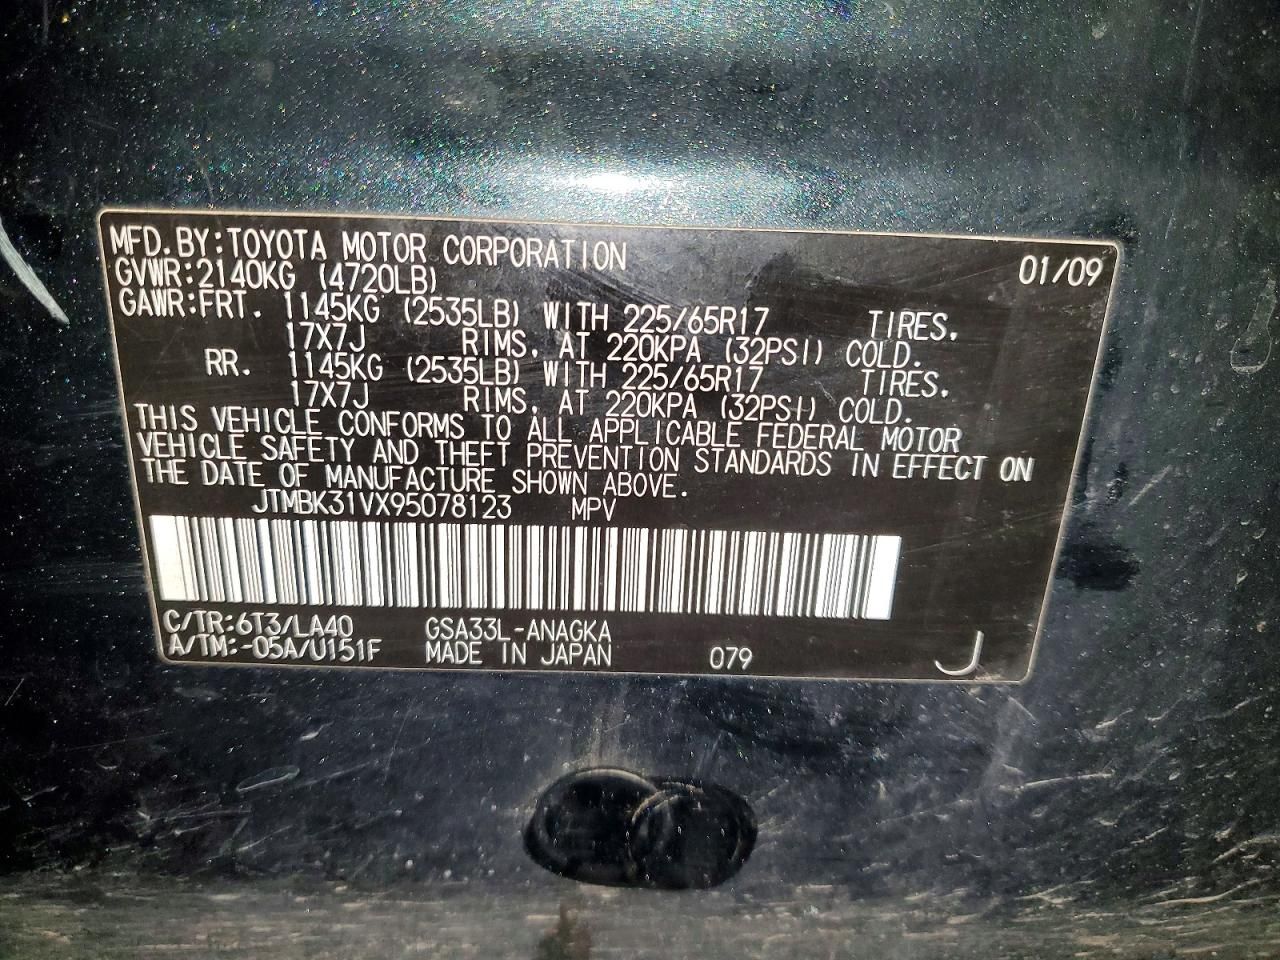 MFD.BY:TOYOTA MOTOR CORPORATION 01/09
GVWR:2140KG (4720LB)
GAWR:FRT. 1145KG (2535LB) WITH 225/65R17 TIRES.
17X7J RIMS, AT 220KPA (32PSI) COLD.
RR. 1145KG (2535LB) WITH 225/65R17 TIRES.
17X7J RIMS, AT 220KPA (32PSI) COLD.
THIS VEHICLE CONFORMS TO ALL APPLICABLE FEDERAL MOTOR
VEHICLE SAFETY AND THEFT PREVENTION STANDARDS IN EFFECT ON
THE DATE OF MANUFACTURE SHOWN ABOVE.
JTMBK31VX95078123 MPV
C/TR:6T3/LA40 GSA33L-ANAGKA
A/TM:-05A/U151F MADE IN JAPAN 079 J